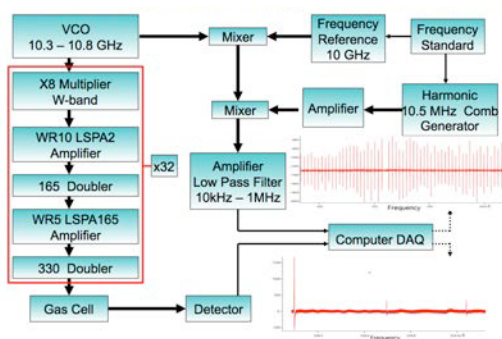 VCO
10.3 – 10.8 GHz
Mixer
Frequency
Reference
10 GHz
Frequency
Standard
X8 Multiplier
W-band
Mixer
Amplifier
Harmonic
10.5 MHz Comb
Generator
WR10 LSPA2
Amplifier
x32
165 Doubler
Amplifier
Low Pass Filter
10kHz – 1MHz
Frequency
WR5 LSPA165
Amplifier
Computer DAQ
330 Doubler
Gas Cell
Detector
Frequency